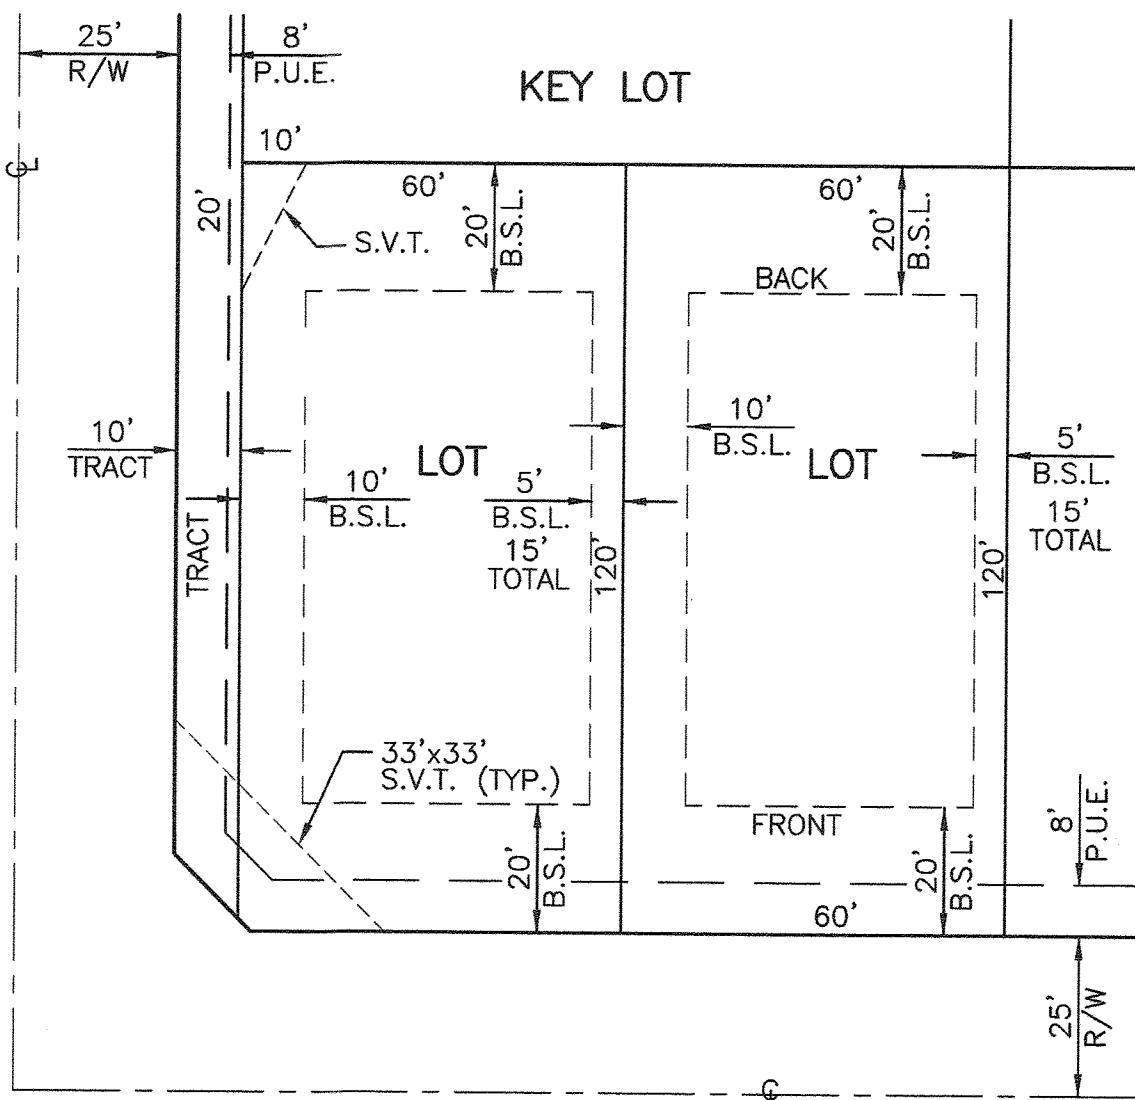 25'
R/W
8'
P.U.E.
KEY LOT
10'
℄
20'
60'
20'
B.S.L.
60'
20'
B.S.L.
S.V.T.
BACK
10'
TRACT
LOT
10'
B.S.L.
LOT
5'
B.S.L.
15'
TOTAL
10'
B.S.L.
5'
B.S.L.
15'
TOTAL
TRACT
120'
120'
33'x33'
S.V.T. (TYP.)
FRONT
20'
B.S.L.
20'
B.S.L.
8'
P.U.E.
60'
25'
R/W
℄